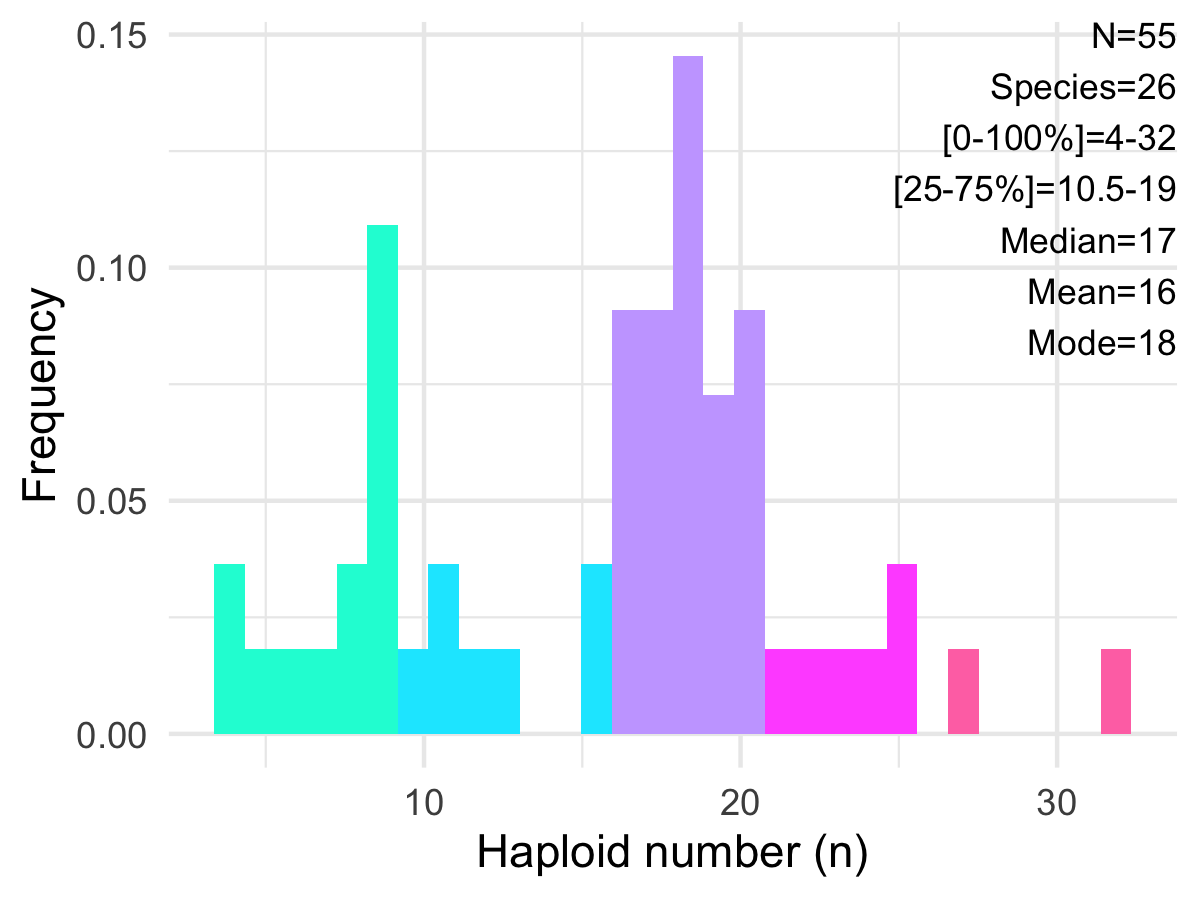 0.15
0.10
0.05
0.00
Frequency
10
20
30
Haploid number (n)
N=55
Species=26
[0-100%]=4-32
[25-75%]=10.5-19
Median=17
Mean=16
Mode=18